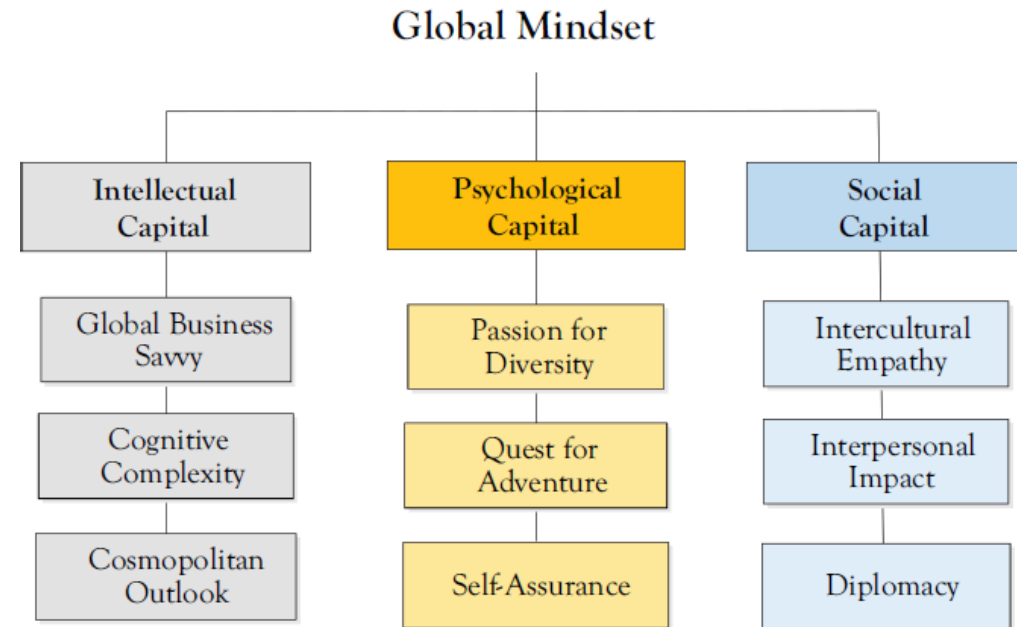 Global Mindset
Intellectual
Capital
Psychological
Capital
Social
Capital
Global Business
Savvy
Passion for
Diversity
Intercultural
Empathy
Cognitive
Complexity
Quest for
Adventure
Interpersonal
Impact
Cosmopolitan
Outlook
Self-Assurance
Diplomacy